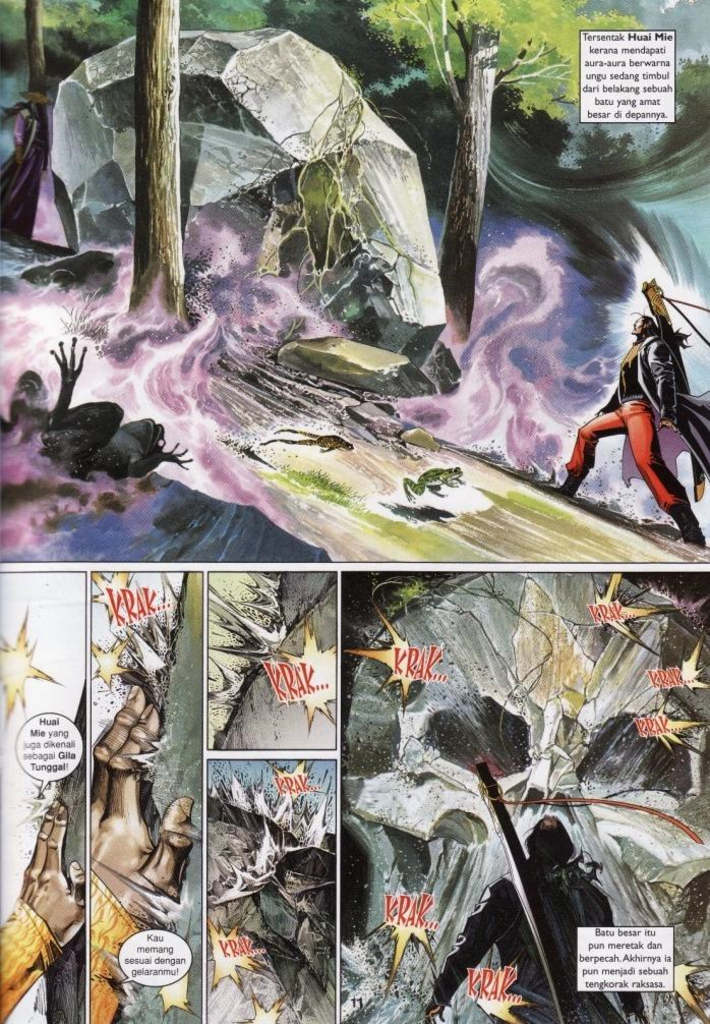 Tersentak Huai Mie
kerana mendapati
aura-aura berwarna
ungu sedang timbul
dari belakang sebuah
batu yang amat
besar di depannya.
Huai
Mie yang
juga dikenali
sebagai Gila
Tunggal!
KRAK...
Kau
memang
sesuai dengan
gelaranmu!
KRAK...
KRAK...
KRAK...
KRAK...
KRAK...
KRAK...
KRAK...
KRAK...
KRAK...
Batu besar itu
pun meretak dan
berpecah. Akhirnya ia
pun menjadi sebuah
tengkorak raksasa.
11